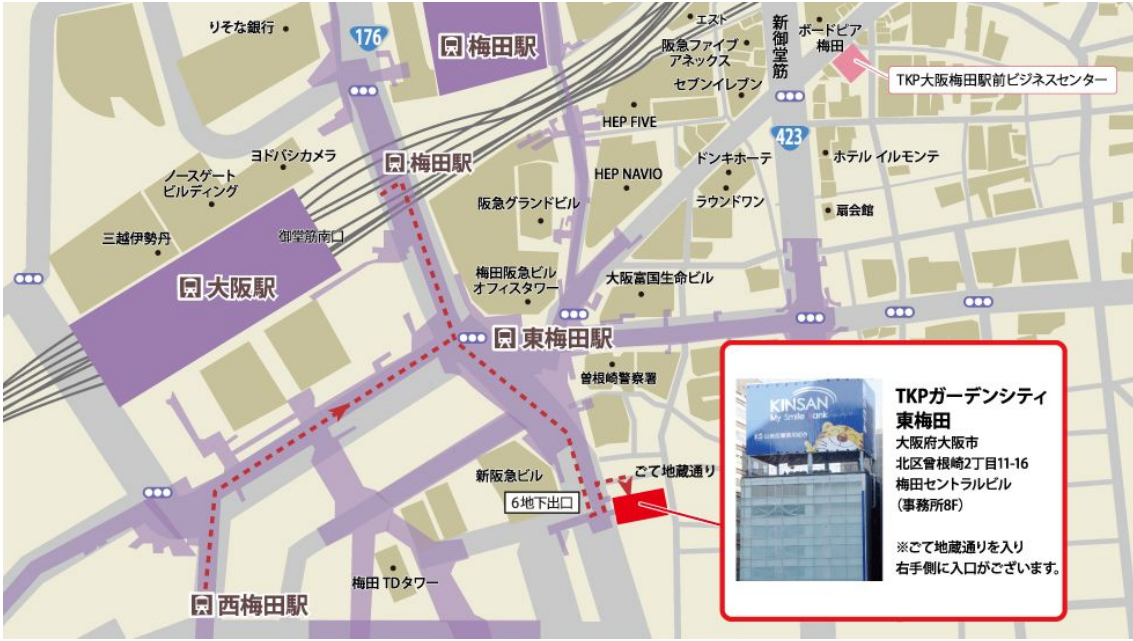 りそな銀行
176
梅田駅
エスト
阪急ファイブ
アネックス
セブンイレブン
新御堂筋
ボードピア
梅田
TKP大阪梅田駅前ビジネスセンター
HEP FIVE
423
ヨドバシカメラ
梅田駅
ノースゲート
ビルディング
HEP NAVIO
ドンキホーテ
ラウンドワン
ホテル イルモンテ
扇会館
阪急グランドビル
三越伊勢丹
御堂筋南口
大阪駅
梅田阪急ビル
オフィスタワー
大阪富国生命ビル
東梅田駅
曽根崎警察署
新阪急ビル
ごて地蔵通り
6地下出口
梅田 TDタワー
西梅田駅
KINSAN
My Smile Bank
TKPガーデンシティ
東梅田
大阪府大阪市
北区曾根崎2丁目11-16
梅田セントラルビル
(事務所8F)
※ごて地蔵通りを入り
右手側に入口がございます。